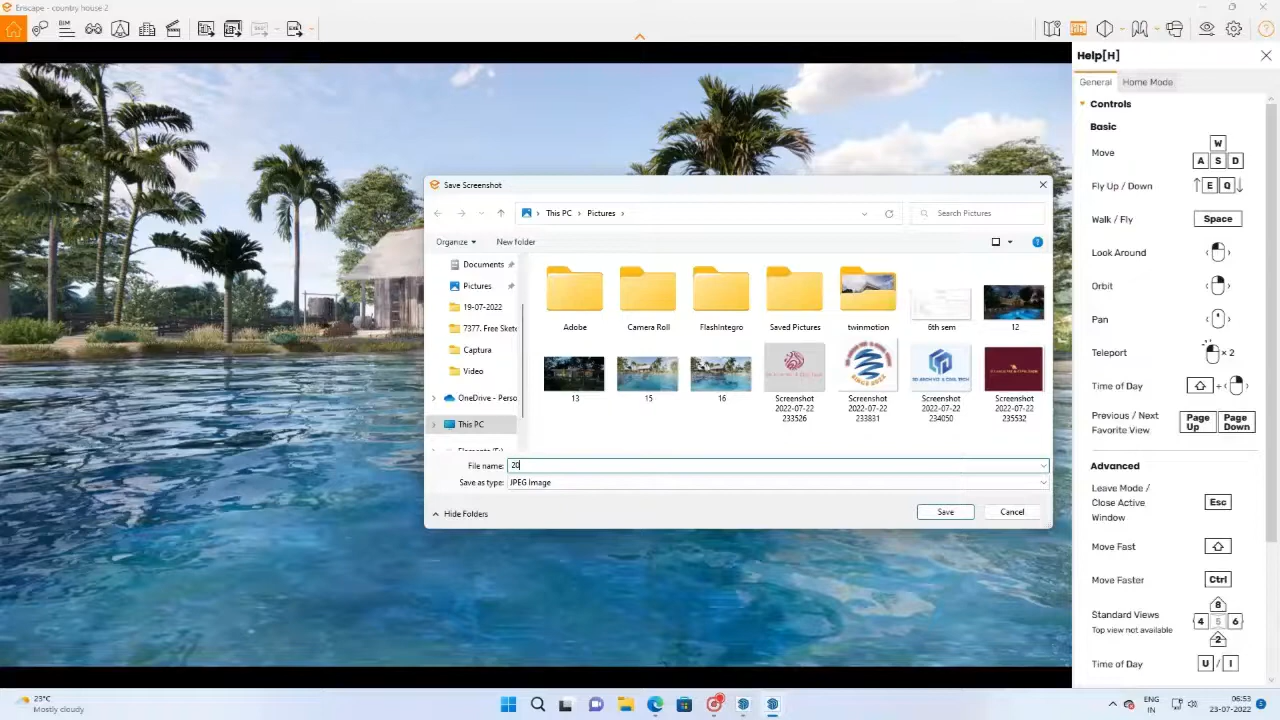 Enscape - country house 2
BIM
Help[H]
General
Home Mode
Controls
Basic
Move
W
A S D
Fly Up / Down
E Q
Walk / Fly
Space
Look Around
Orbit
Pan
Teleport
× 2
Time of Day
+
Previous / Next
Favorite View
Page Up
Page Down
Advanced
Leave Mode /
Close Active
Window
Esc
Move Fast
Move Faster
Ctrl
Standard Views
Top view not available
8
4 5 6
2
Time of Day
U / I
Save Screenshot
This PC
Pictures
Search Pictures
Organize
New folder
Documents
Pictures
19-07-2022
7377. Free Sketc
Captura
Video
OneDrive - Perso
This PC
Adobe
Camera Roll
FlashIntegro
Saved Pictures
twinmotion
6th sem
12
13
15
16
Screenshot
2022-07-22
233526
Screenshot
2022-07-22
233831
Screenshot
2022-07-22
234050
Screenshot
2022-07-22
235532
File name:
20
Save as type:
JPEG Image
Hide Folders
Save
Cancel
23°C
Mostly cloudy
ENG
IN
06:53
23-07-2022